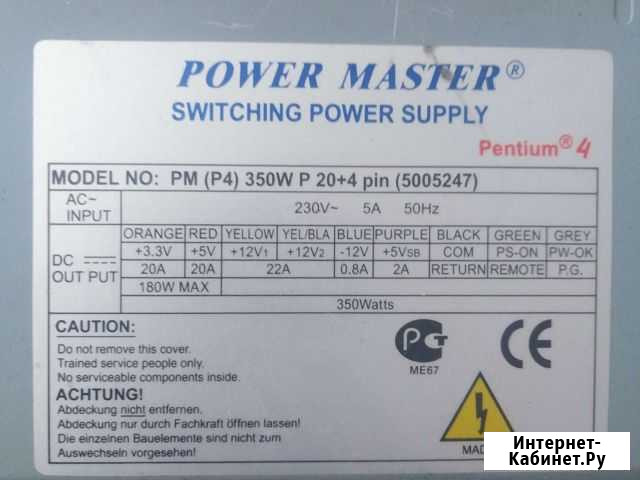 POWER MASTER®
SWITCHING POWER SUPPLY
Pentium® 4
MODEL NO: PM (P4) 350W P 20+4 pin (5005247)
AC~ INPUT 230V~ 5A 50Hz
ORANGE RED YELLOW YEL/BLA BLUE PURPLE BLACK GREEN GREY
DC OUT PUT +3.3V +5V +12V1 +12V2 -12V +5VSB COM PS-ON PW-OK
20A 20A 22A 0.8A 2A RETURN REMOTE P.G.
180W MAX
350Watts
CAUTION:
Do not remove this cover.
Trained service people only.
No serviceable components inside.
РСТ
ME67
CE
ACHTUNG!
Abdeckung nicht entfernen.
Abdeckung nur durch Fachkraft öffnen lassen!
Die einzelnen Bauelemente sind nicht zum
Auswechseln vorgesehen!
Интернет-
Кабинет.Ру